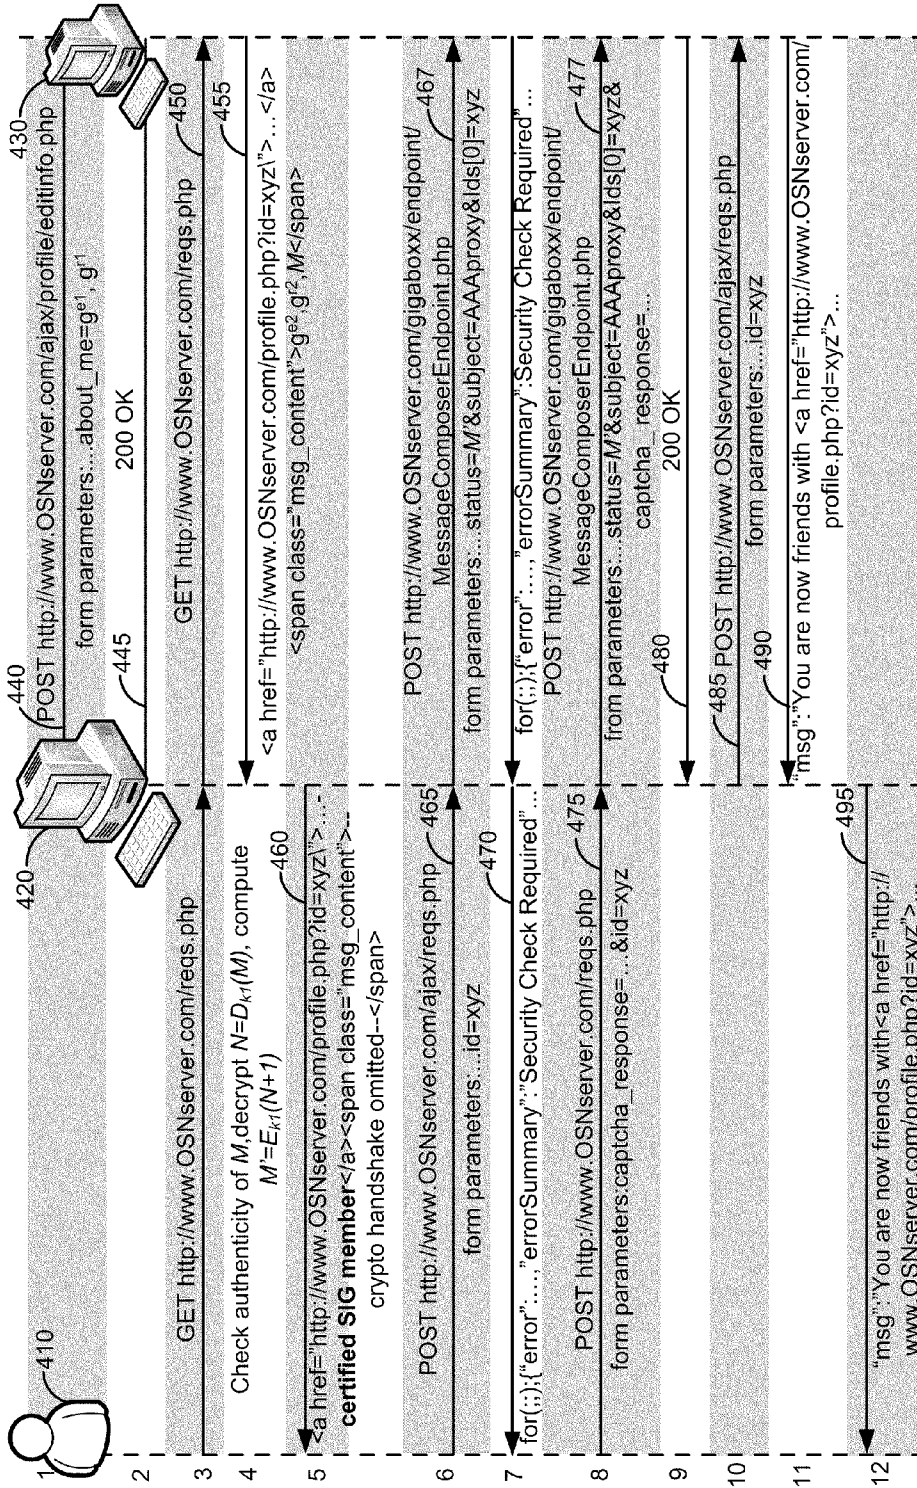 410
420
430
1
440
POST http://www.OSNserver.com/ajax/profile/editinfo.php
form parameters:...about_me=g^e1, g^r1
2
445
200 OK
3
GET http://www.OSNserver.com/reqs.php
GET http://www.OSNserver.com/reqs.php
450
4
Check authenticity of M,decrypt N=D_k1(M), compute
M'=E_k1(N+1)
455
<a href="http://www.OSNserver.com/profile.php?id=xyz\">... </a>
<span class="msg_content">g^e2,g^r2,M</span>
5
460
<a href="http://www.OSNserver.com/profile.php?id=xyz\">...-
certified SIG member</a><span class="msg_content">--
crypto handshake omitted--</span>
6
POST http://www.OSNserver.com/ajax/reqs.php
465
form parameters:...id=xyz
POST http://www.OSNserver.com/gigaboxx/endpoint/
MessageComposerEndpoint.php
467
form parameters:...status=M'&subject=AAAproxy&Ids[0]=xyz
7
470
for(;;);{"error":...,"errorSummary":"Security Check Required"...
for(;;);{"error":...,"errorSummary":Security Check Required"...
8
POST http://www.OSNserver.com/reqs.php
475
form parameters:captcha_response=...&id=xyz
POST http://www.OSNserver.com/gigaboxx/endpoint/
MessageComposerEndpoint.php
477
from parameters:...status=M'&subject=AAAproxy&Ids[0]=xyz&
captcha_response=...
9
480
200 OK
10
485
POST http://www.OSNserver.com/ajax/reqs.php
form parameters:...id=xyz
11
490
"msg":"You are now friends with <a href="http://www.OSNserver.com/
profile.php?id=xyz">...
12
495
"msg":"You are now friends with<a href="http://
www.OSNserver.com/profile.php?id=xyz">...